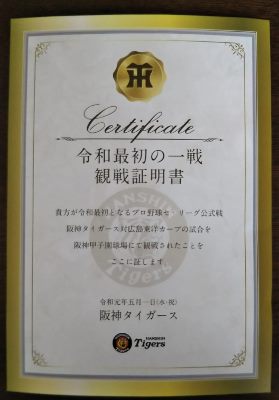 Certificate
令和最初の一戦
観戦証明書
貴方が令和最初となるプロ野球セ・リーグ公式戦
阪神タイガース対広島東洋カープの試合を
阪神甲子園球場にて観戦されたことを
ここに証します。
令和元年五月一日(水・祝)
阪神タイガース
HANSHIN
Tigers
HANSHIN
Tigers